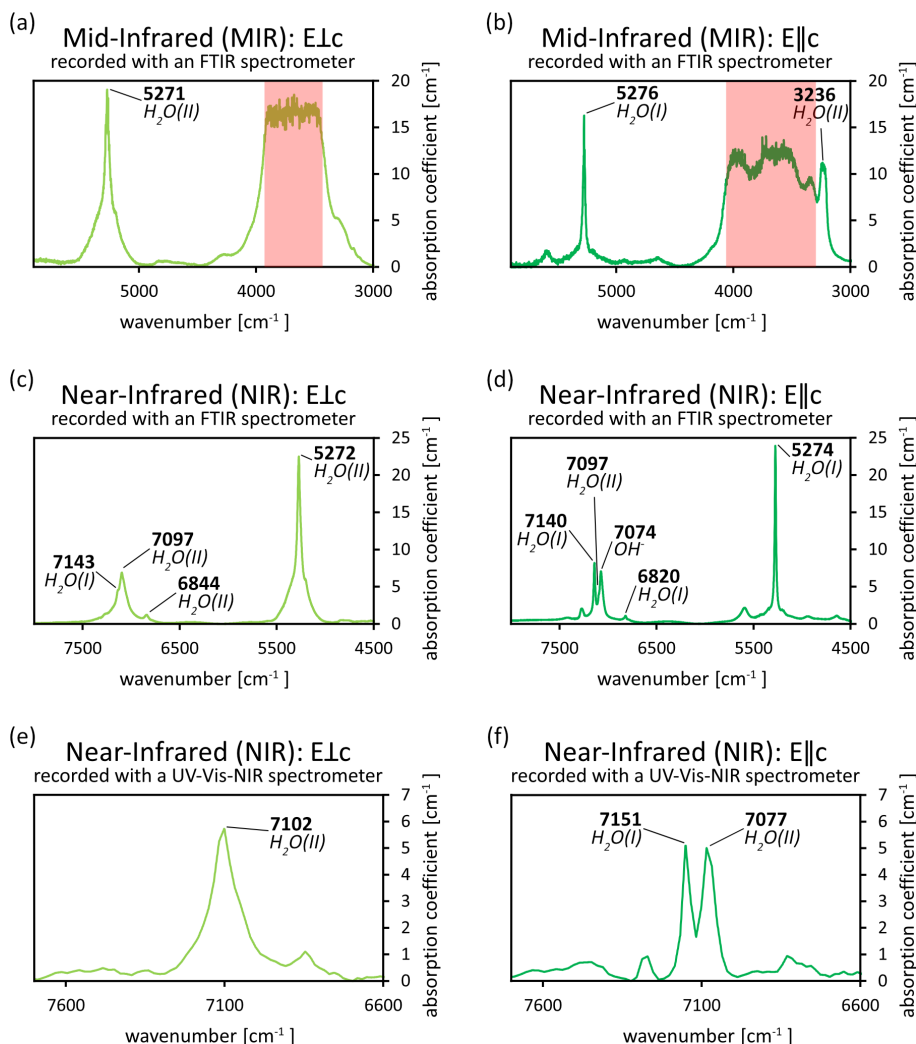 (a)
Mid-Infrared (MIR): E⊥c
recorded with an FTIR spectrometer
5271
H₂O(II)
20
15
10
5
0
absorption coefficient [cm⁻¹]
5000
4000
3000
wavenumber [cm⁻¹ ]
(b)
Mid-Infrared (MIR): E∥c
recorded with an FTIR spectrometer
5276
H₂O(I)
3236
H₂O(II)
20
15
10
5
0
absorption coefficient [cm⁻¹]
5000
4000
3000
wavenumber [cm⁻¹ ]
(c)
Near-Infrared (NIR): E⊥c
recorded with an FTIR spectrometer
5272
H₂O(II)
7097
H₂O(II)
7143
H₂O(I)
6844
H₂O(II)
25
20
15
10
5
0
absorption coefficient [cm⁻¹]
7500
6500
5500
4500
wavenumber [cm⁻¹ ]
(d)
Near-Infrared (NIR): E∥c
recorded with an FTIR spectrometer
5274
H₂O(I)
7097
H₂O(II)
7140
H₂O(I)
7074
OH⁻
6820
H₂O(I)
25
20
15
10
5
0
absorption coefficient [cm⁻¹]
7500
6500
5500
4500
wavenumber [cm⁻¹ ]
(e)
Near-Infrared (NIR): E⊥c
recorded with a UV-Vis-NIR spectrometer
7102
H₂O(II)
7
6
5
4
3
2
1
0
absorption coefficient [cm⁻¹]
7600
7100
6600
wavenumber [cm⁻¹ ]
(f)
Near-Infrared (NIR): E∥c
recorded with a UV-Vis-NIR spectrometer
7151
H₂O(I)
7077
H₂O(II)
7
6
5
4
3
2
1
0
absorption coefficient [cm⁻¹]
7600
7100
6600
wavenumber [cm⁻¹ ]